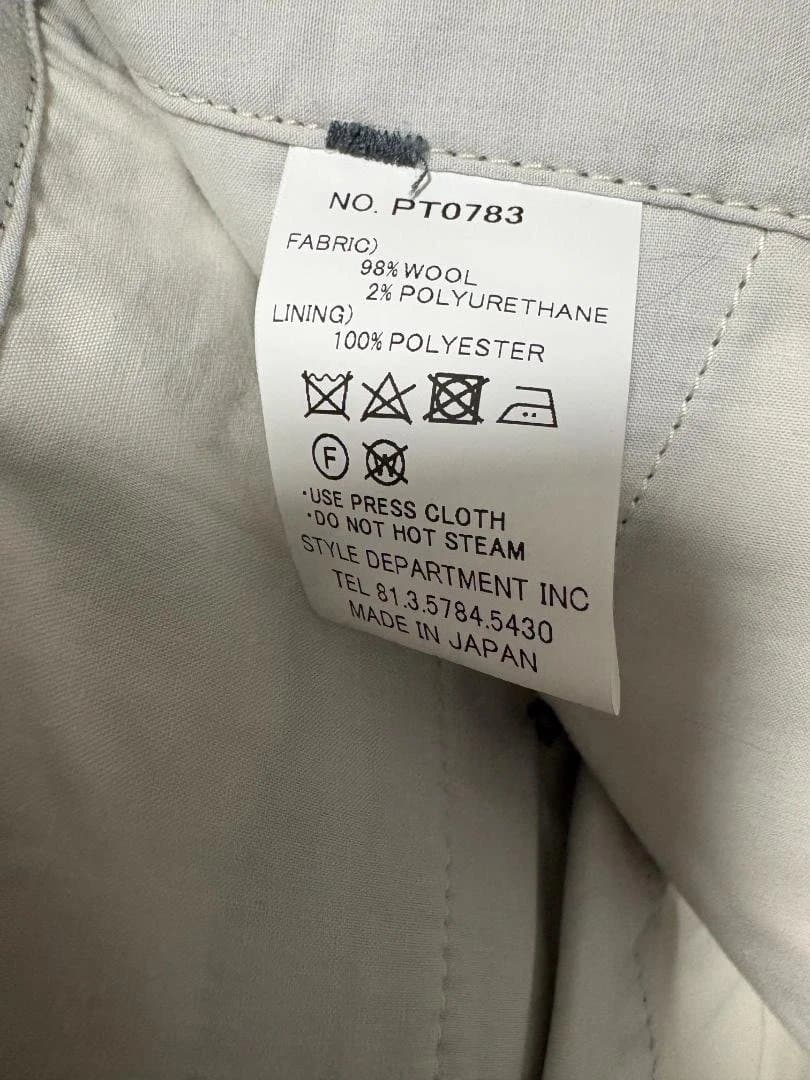 NO. PT0783
FABRIC)
98% WOOL
2% POLYURETHANE
LINING)
100% POLYESTER
F W
・USE PRESS CLOTH
・DO NOT HOT STEAM
STYLE DEPARTMENT INC
TEL 81.3.5784.5430
MADE IN JAPAN